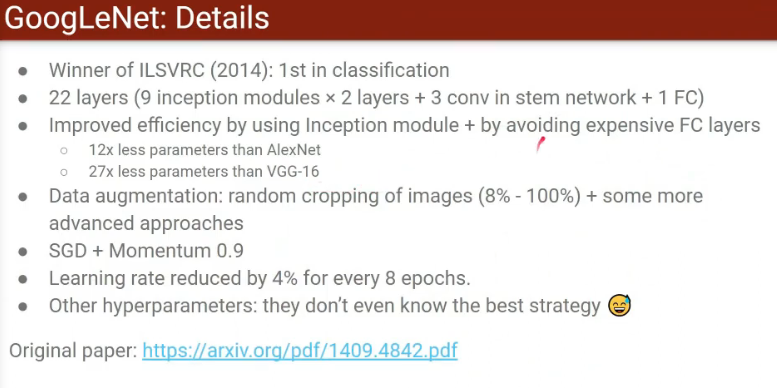 GoogLeNet: Details
● Winner of ILSVRC (2014): 1st in classification
● 22 layers (9 inception modules × 2 layers + 3 conv in stem network + 1 FC)
● Improved efficiency by using Inception module + by avoiding expensive FC layers
○ 12x less parameters than AlexNet
○ 27x less parameters than VGG-16
● Data augmentation: random cropping of images (8% - 100%) + some more
advanced approaches
● SGD + Momentum 0.9
● Learning rate reduced by 4% for every 8 epochs.
● Other hyperparameters: they don't even know the best strategy 😅
Original paper: https://arxiv.org/pdf/1409.4842.pdf